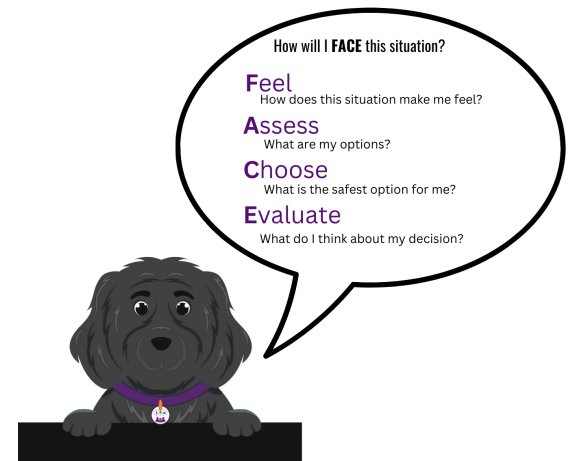 How will I FACE this situation?
Feel
How does this situation make me feel?
Assess
What are my options?
Choose
What is the safest option for me?
Evaluate
What do I think about my decision?